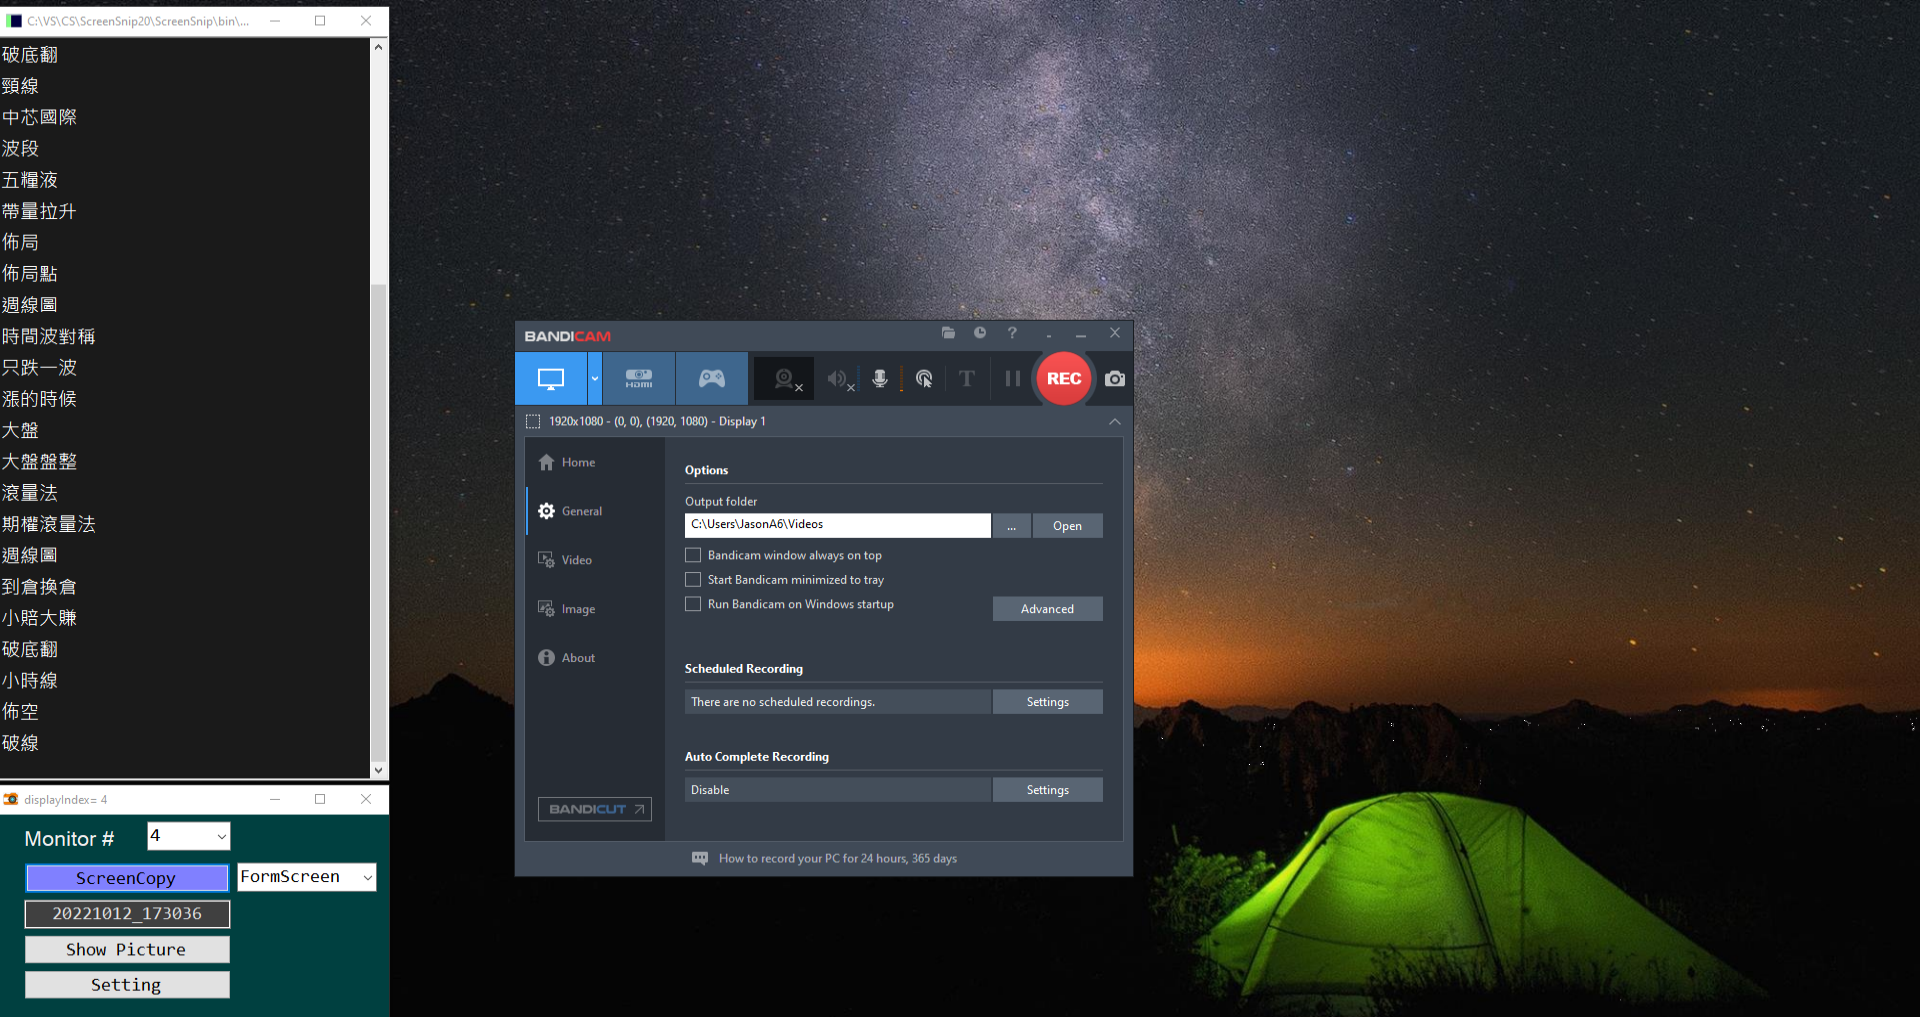 C:\VS\CS\ScreenSnip20\ScreenSnip\bin\...
破底翻
頸線
中芯國際
波段
五糧液
帶量拉升
佈局
佈局點
週線圖
時間波對稱
只跌一波
漲的時候
大盤
大盤盤整
滾量法
期權滾量法
週線圖
到倉換倉
小賠大賺
破底翻
小時線
佈空
破線
displayIndex= 4
Monitor #
4
ScreenCopy
FormScreen
20221012_173036
Show Picture
Setting
BANDICAM
?
HDMI
T
REC
1920x1080 - (0, 0), (1920, 1080) - Display 1
Home
General
Video
Image
About
BANDICUT
Options
Output folder
C:\Users\JasonA6\Videos
...
Open
Bandicam window always on top
Start Bandicam minimized to tray
Run Bandicam on Windows startup
Advanced
Scheduled Recording
There are no scheduled recordings.
Settings
Auto Complete Recording
Disable
Settings
How to record your PC for 24 hours, 365 days